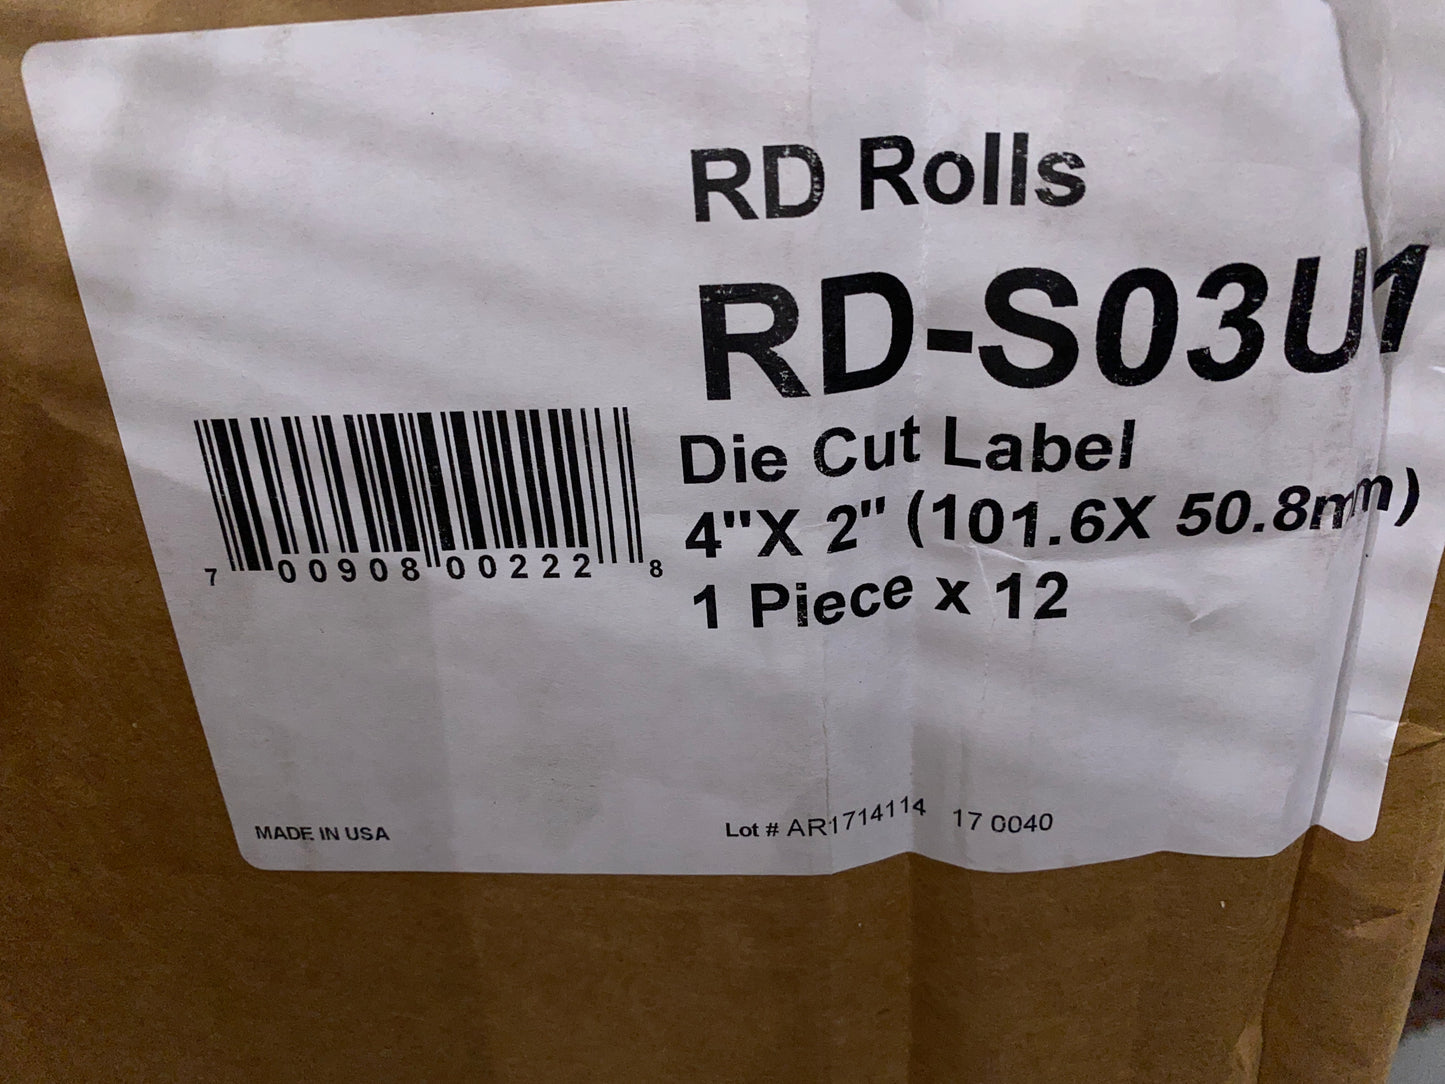 RD Rolls
RD-S03U1
Die Cut Label
4"X 2" (101.6X 50.8mm)
1 Piece x 12
7 00908 00222 8
MADE IN USA
Lot # AR1714114 17 0040